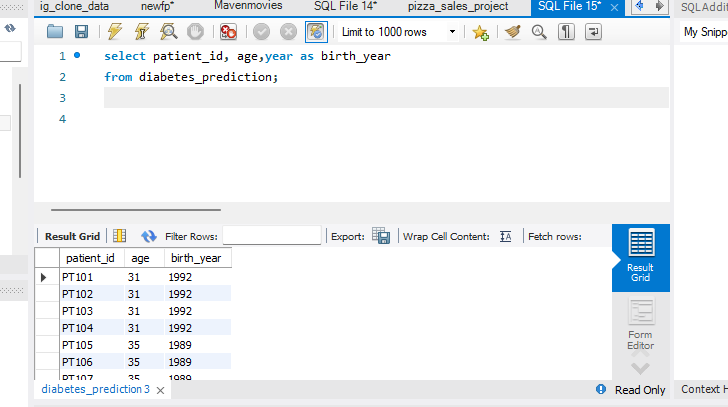 ig_clone_data newfp* Mavenmovies SQL File 14* pizza_sales_project SQL File 15* SQLAddit
Limit to 1000 rows My Snipp
1 select patient_id, age,year as birth_year
2 from diabetes_prediction;
3
4
Result Grid Filter Rows: Export: Wrap Cell Content: IA Fetch rows:
patient_id age birth_year
PT101 31 1992
PT102 31 1992
PT103 31 1992
PT104 31 1992
PT105 35 1989
PT106 35 1989
PT107 35 1989
Result
Grid
Form
Editor
diabetes_prediction 3 Read Only Context H